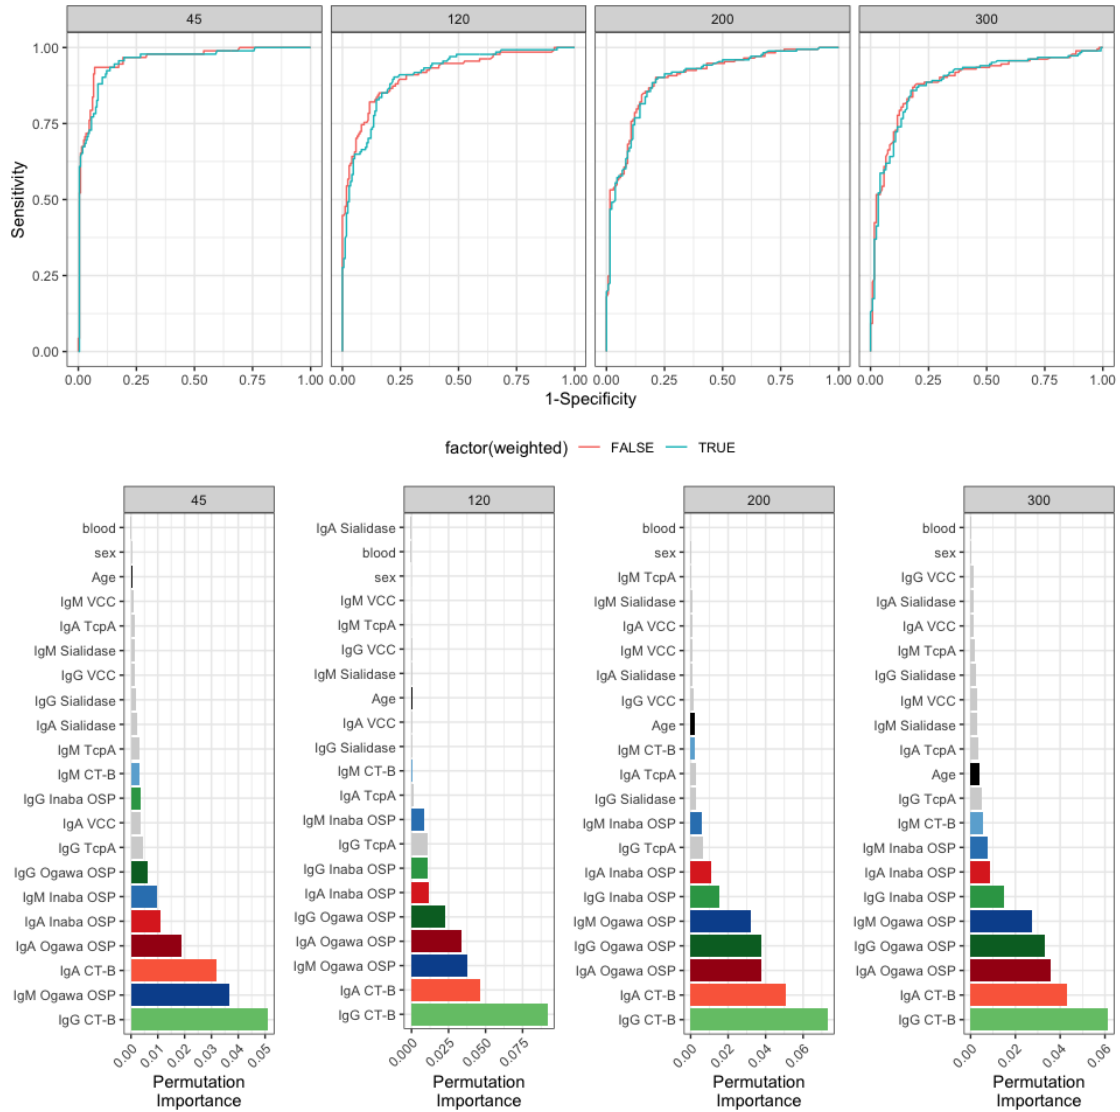 45 120 200 300
Sensitivity
1.00
0.75
0.50
0.25
0.00
0.00 0.25 0.50 0.75 1.00 0.00 0.25 0.50 0.75 1.00 0.00 0.25 0.50 0.75 1.00 0.00 0.25 0.50 0.75 1.00
1-Specificity
factor(weighted) FALSE TRUE
45
blood
sex
Age
IgM VCC
IgA TcpA
IgM Sialidase
IgG VCC
IgG Sialidase
IgA Sialidase
IgM TcpA
IgM CT-B
IgG Inaba OSP
IgA VCC
IgG TcpA
IgG Ogawa OSP
IgM Inaba OSP
IgA Inaba OSP
IgA Ogawa OSP
IgA CT-B
IgM Ogawa OSP
IgG CT-B
0.00 0.01 0.02 0.03 0.04 0.05
Permutation
Importance
120
IgA Sialidase
blood
sex
IgM VCC
IgM TcpA
IgG VCC
IgM Sialidase
Age
IgA VCC
IgG Sialidase
IgM CT-B
IgA TcpA
IgM Inaba OSP
IgG TcpA
IgG Inaba OSP
IgA Inaba OSP
IgG Ogawa OSP
IgA Ogawa OSP
IgM Ogawa OSP
IgA CT-B
IgG CT-B
0.000 0.025 0.050 0.075
Permutation
Importance
200
blood
sex
IgM TcpA
IgM Sialidase
IgA VCC
IgM VCC
IgA Sialidase
IgG VCC
Age
IgM CT-B
IgA TcpA
IgG Sialidase
IgM Inaba OSP
IgG TcpA
IgA Inaba OSP
IgG Inaba OSP
IgM Ogawa OSP
IgG Ogawa OSP
IgA Ogawa OSP
IgA CT-B
IgG CT-B
0.00 0.02 0.04 0.06
Permutation
Importance
300
blood
sex
IgG VCC
IgA Sialidase
IgA VCC
IgM TcpA
IgG Sialidase
IgM VCC
IgM Sialidase
IgA TcpA
Age
IgG TcpA
IgM CT-B
IgM Inaba OSP
IgA Inaba OSP
IgG Inaba OSP
IgM Ogawa OSP
IgG Ogawa OSP
IgA Ogawa OSP
IgA CT-B
IgG CT-B
0.00 0.02 0.04 0.06
Permutation
Importance